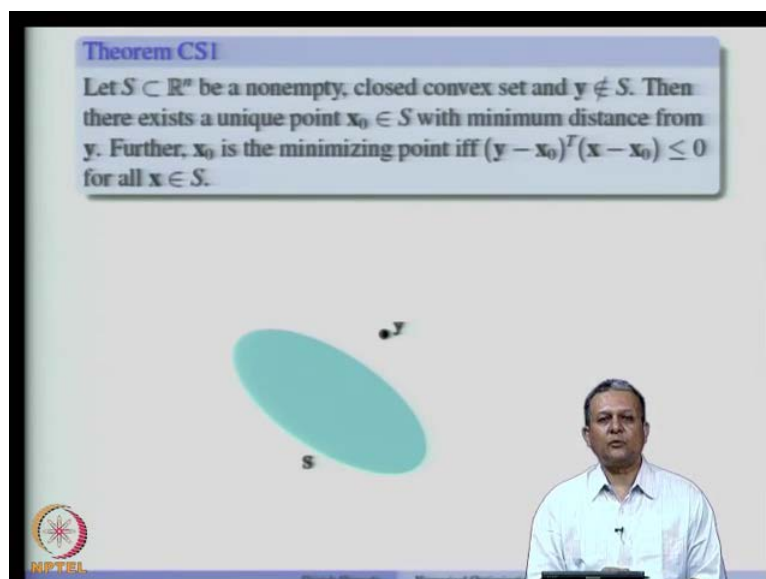 Theorem CS1
Let S ⊂ ℝⁿ be a nonempty, closed convex set and y ∉ S. Then
there exists a unique point x₀ ∈ S with minimum distance from
y. Further, x₀ is the minimizing point iff (y − x₀)ᵀ(x − x₀) ≤ 0
for all x ∈ S.
y
S
NPTEL